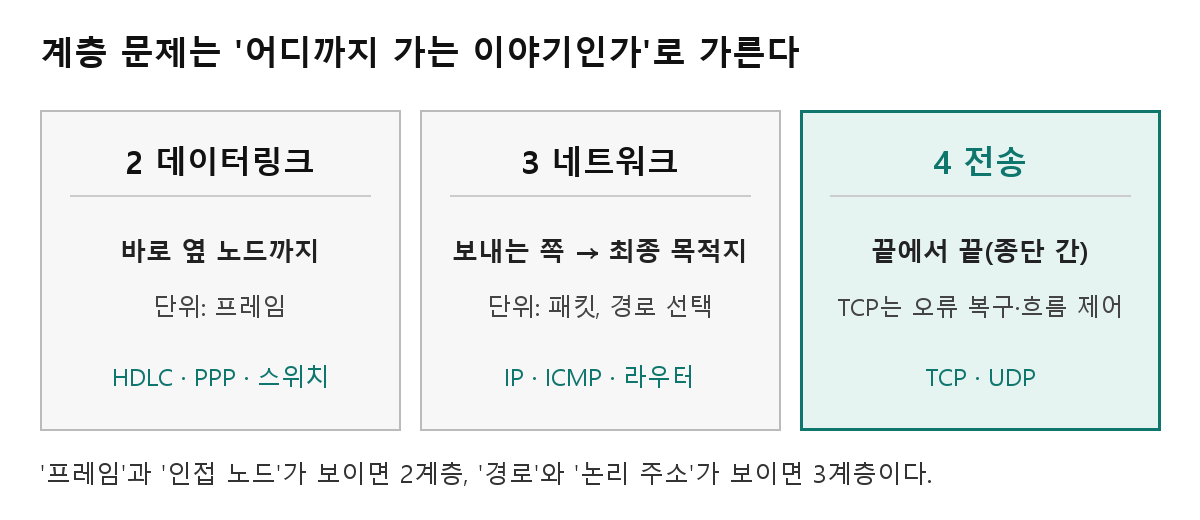 계층 문제는 '어디까지 가는 이야기인가'로 가른다
2 데이터링크
바로 옆 노드까지
단위: 프레임
HDLC · PPP · 스위치
3 네트워크
보내는 쪽 → 최종 목적지
단위: 패킷, 경로 선택
IP · ICMP · 라우터
4 전송
끝에서 끝(종단 간)
TCP는 오류 복구·흐름 제어
TCP · UDP
'프레임'과 '인접 노드'가 보이면 2계층, '경로'와 '논리 주소'가 보이면 3계층이다.